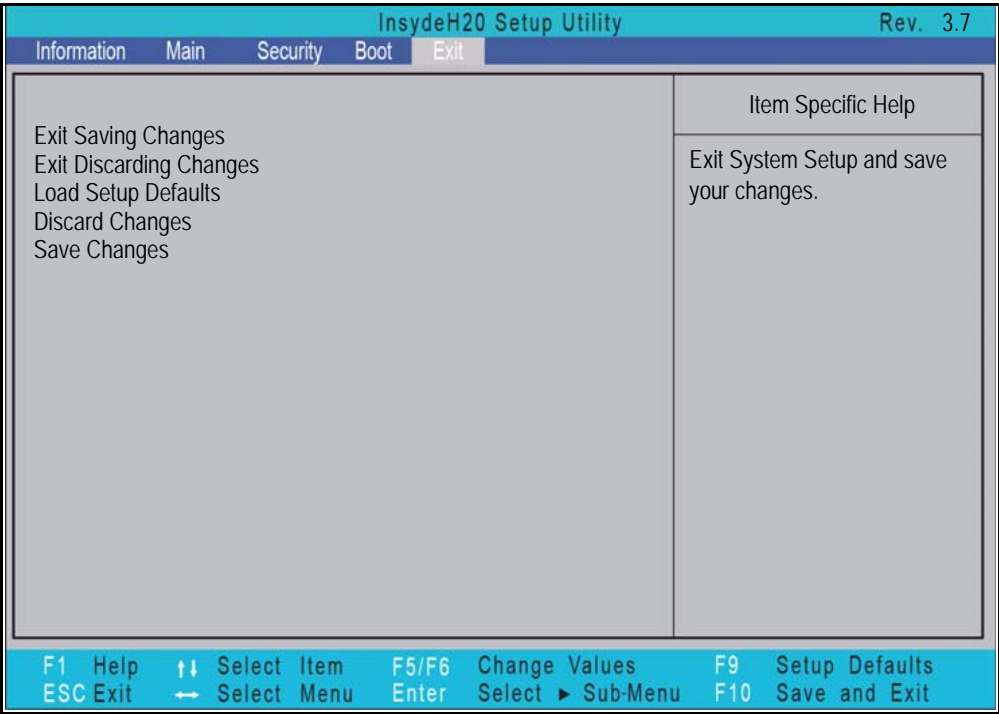 InsydeH20 Setup Utility Rev. 3.7
Information Main Security Boot Exit
Item Specific Help
Exit Saving Changes
Exit Discarding Changes
Load Setup Defaults
Discard Changes
Save Changes
Exit System Setup and save
your changes.
F1 Help ↑↓ Select Item F5/F6 Change Values F9 Setup Defaults
ESC Exit ↔ Select Menu Enter Select ► Sub-Menu F10 Save and Exit